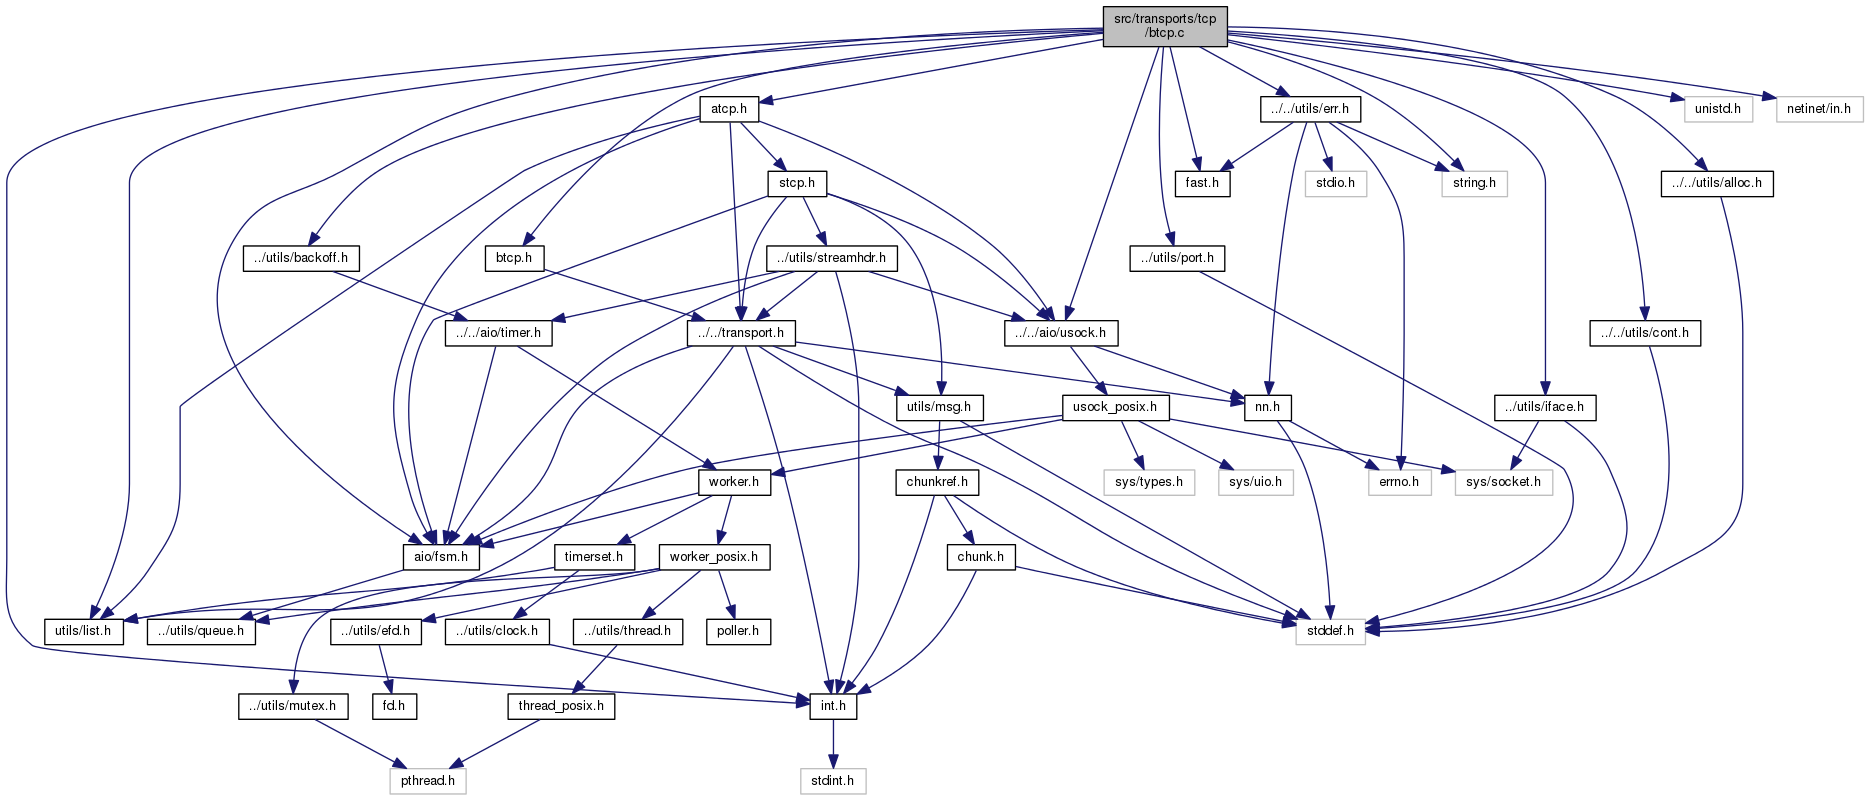 src/transports/tcp
/btcp.c
atcp.h
../../utils/err.h
unistd.h
netinet/in.h
stcp.h
fast.h
stdio.h
string.h
../../utils/alloc.h
../utils/backoff.h
btcp.h
../utils/streamhdr.h
../utils/port.h
../../aio/timer.h
../../transport.h
../../aio/usock.h
../../utils/cont.h
utils/msg.h
usock_posix.h
nn.h
../utils/iface.h
worker.h
chunkref.h
sys/types.h
sys/uio.h
errno.h
sys/socket.h
aio/fsm.h
timerset.h
worker_posix.h
chunk.h
utils/list.h
../utils/queue.h
../utils/efd.h
../utils/clock.h
../utils/thread.h
poller.h
stddef.h
../utils/mutex.h
fd.h
thread_posix.h
int.h
pthread.h
stdint.h